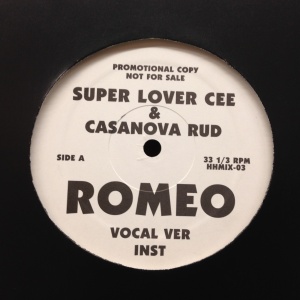 PROMOTIONAL COPY
NOT FOR SALE
SUPER LOVER CEE
&
CASANOVA RUD
SIDE A
33 1/3 RPM
HHMIX-03
ROMEO
VOCAL VER
INST